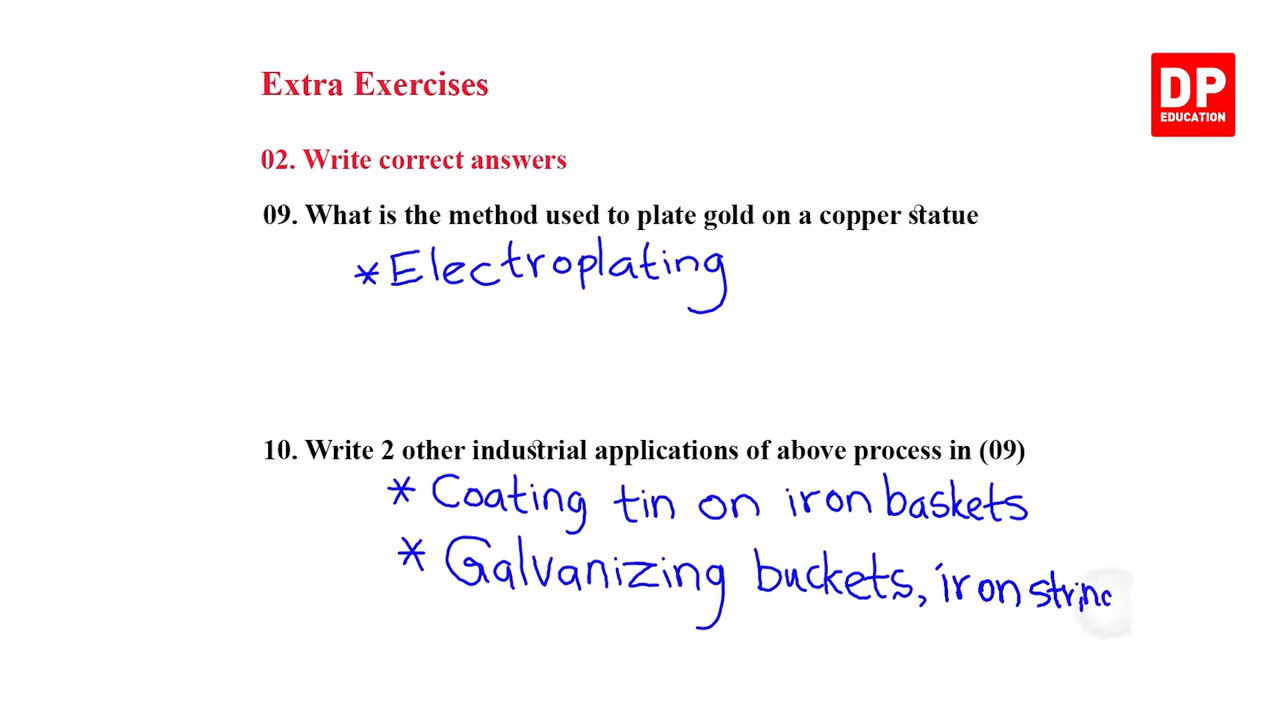 Extra Exercises
DP
EDUCATION
02. Write correct answers
09. What is the method used to plate gold on a copper statue
* Electroplating
10. Write 2 other industrial applications of above process in (09)
* Coating tin on iron baskets
* Galvanizing buckets, iron